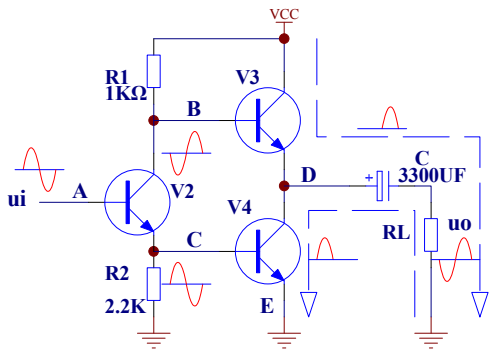 VCC
R1
1KΩ
V3
B
C
3300UF
+
A
ui
V2
D
V4
RL
uo
C
R2
2.2K
E